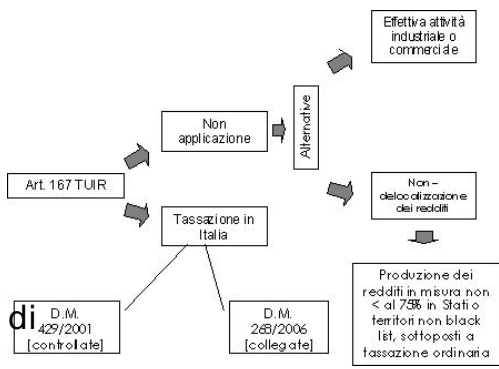 Effettiva attività
industriale o
commerciale
Non
applicazione
Alternative
Art. 167 TUIR
Non –
delocalizzazione
dei redditi
Tassazione in
Italia
Produzione dei
redditi in misura non
< al 75% in Stati o
territori non black
list, sottoposti a
tassazione ordinaria
di
D.M.
429/2001
[controllate]
D.M.
268/2006
[collegate]